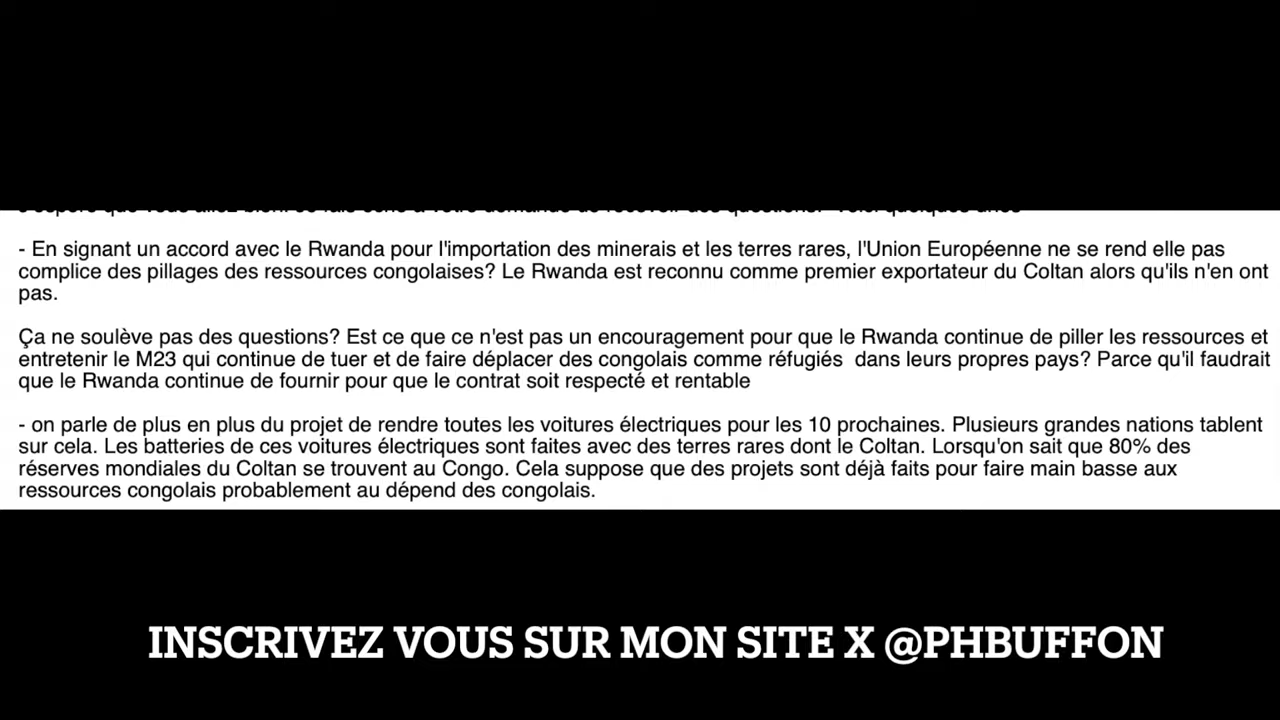 - En signant un accord avec le Rwanda pour l'importation des minerais et les terres rares, l'Union Européenne ne se rend elle pas
complice des pillages des ressources congolaises? Le Rwanda est reconnu comme premier exportateur du Coltan alors qu'ils n'en ont
pas.
Ça ne soulève pas des questions? Est ce que ce n'est pas un encouragement pour que le Rwanda continue de piller les ressources et
entretenir le M23 qui continue de tuer et de faire déplacer des congolais comme réfugiés  dans leurs propres pays? Parce qu'il faudrait
que le Rwanda continue de fournir pour que le contrat soit respecté et rentable
- on parle de plus en plus du projet de rendre toutes les voitures électriques pour les 10 prochaines. Plusieurs grandes nations tablent
sur cela. Les batteries de ces voitures électriques sont faites avec des terres rares dont le Coltan. Lorsqu'on sait que 80% des
réserves mondiales du Coltan se trouvent au Congo. Cela suppose que des projets sont déjà faits pour faire main basse aux
ressources congolais probablement au dépend des congolais.
INSCRIVEZ VOUS SUR MON SITE X @PHBUFFON